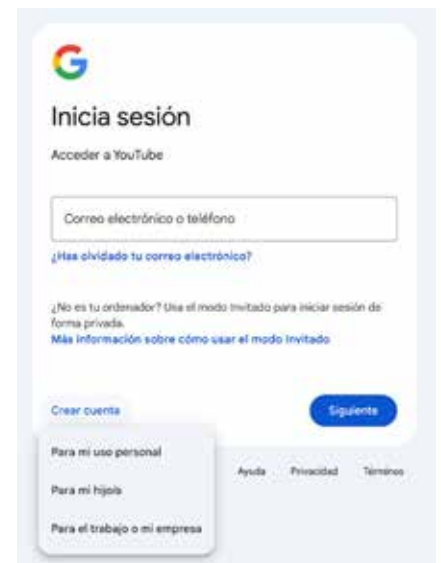 Inicia sesión
Acceder a YouTube
Correo electrónico o teléfono
¿Has olvidado tu correo electrónico?
¿No es tu ordenador? Usa el modo Invitado para iniciar sesión de
forma privada.
Más información sobre cómo usar el modo Invitado
Crear cuenta
Siguiente
Para mi uso personal
Ayuda Privacidad Términos
Para mi hijo/a
Para el trabajo o mi empresa